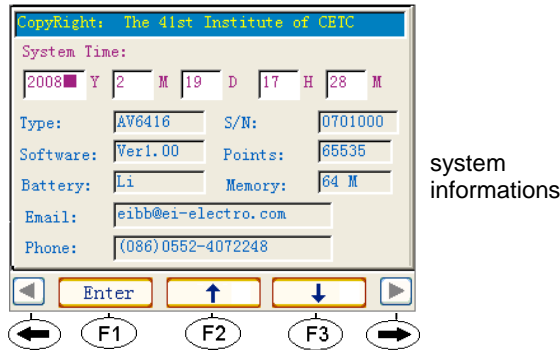 CopyRight: The 41st Institute of CETC
System Time:
2008 Y 2 M 19 D 17 H 28 M
Type: AV6416 S/N: 0701000
Software: Ver1.00 Points: 65535
Battery: Li Memory: 64 M
Email: eibb@ei-electro.com
Phone: (086)0552-4072248
system
informations
Enter ↑ ↓
F1 F2 F3